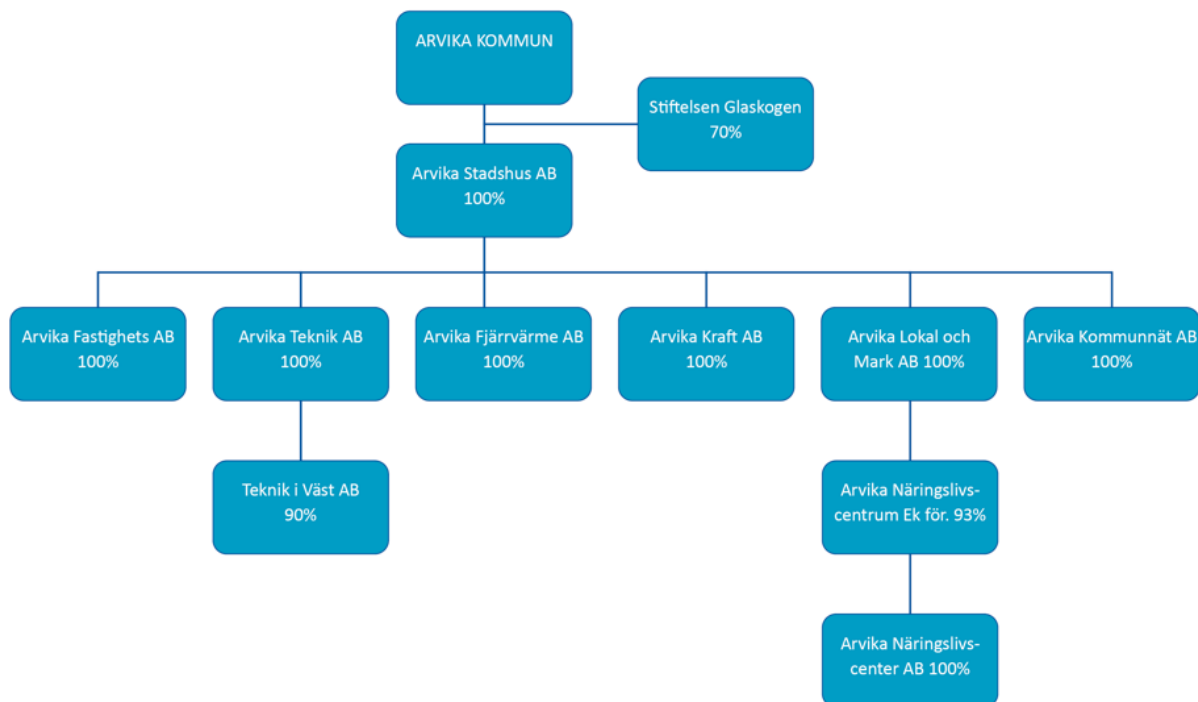 ARVIKA KOMMUN
Stiftelsen Glaskogen
70%
Arvika Stadshus AB
100%
Arvika Fastighets AB
100%
Arvika Teknik AB
100%
Arvika Fjärrvärme AB
100%
Arvika Kraft AB
100%
Arvika Lokal och
Mark AB 100%
Arvika Kommunnät AB
100%
Teknik i Väst AB
90%
Arvika Näringslivs-
centrum Ek för. 93%
Arvika Näringslivs-
center AB 100%